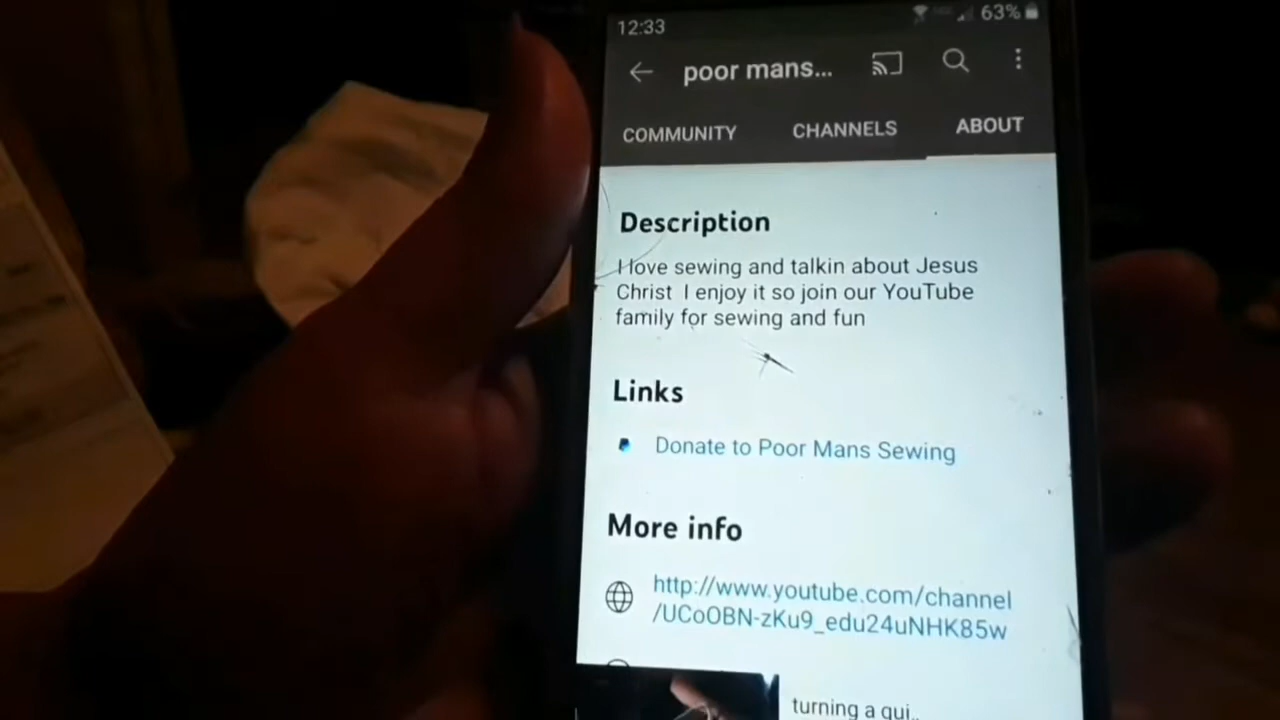 12:33
63%
poor mans...
COMMUNITY CHANNELS ABOUT
Description
I love sewing and talkin about Jesus
Christ I enjoy it so join our YouTube
family for sewing and fun
Links
Donate to Poor Mans Sewing
More info
http://www.youtube.com/channel
/UCoOBN-zKu9_edu24uNHK85w
turning a qui..